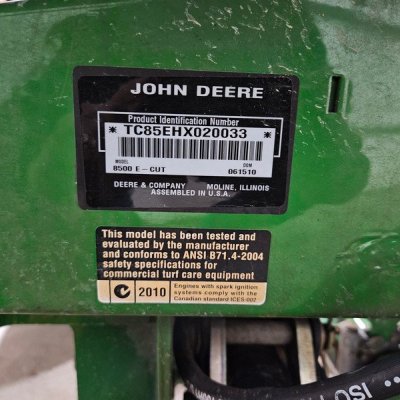 JOHN DEERE
Product Identification Number
* TC85EHX020033 *
MODEL DOM
8500 E-CUT 061510
DEERE & COMPANY MOLINE, ILLINOIS
ASSEMBLED IN U.S.A.
This model has been tested and
evaluated by the manufacturer
and conforms to ANSI B71.4-2004
safety specifications for
commercial turf care equipment
2010
Engines with spark ignition
systems comply with the
Canadian standard ICES-002
ISO